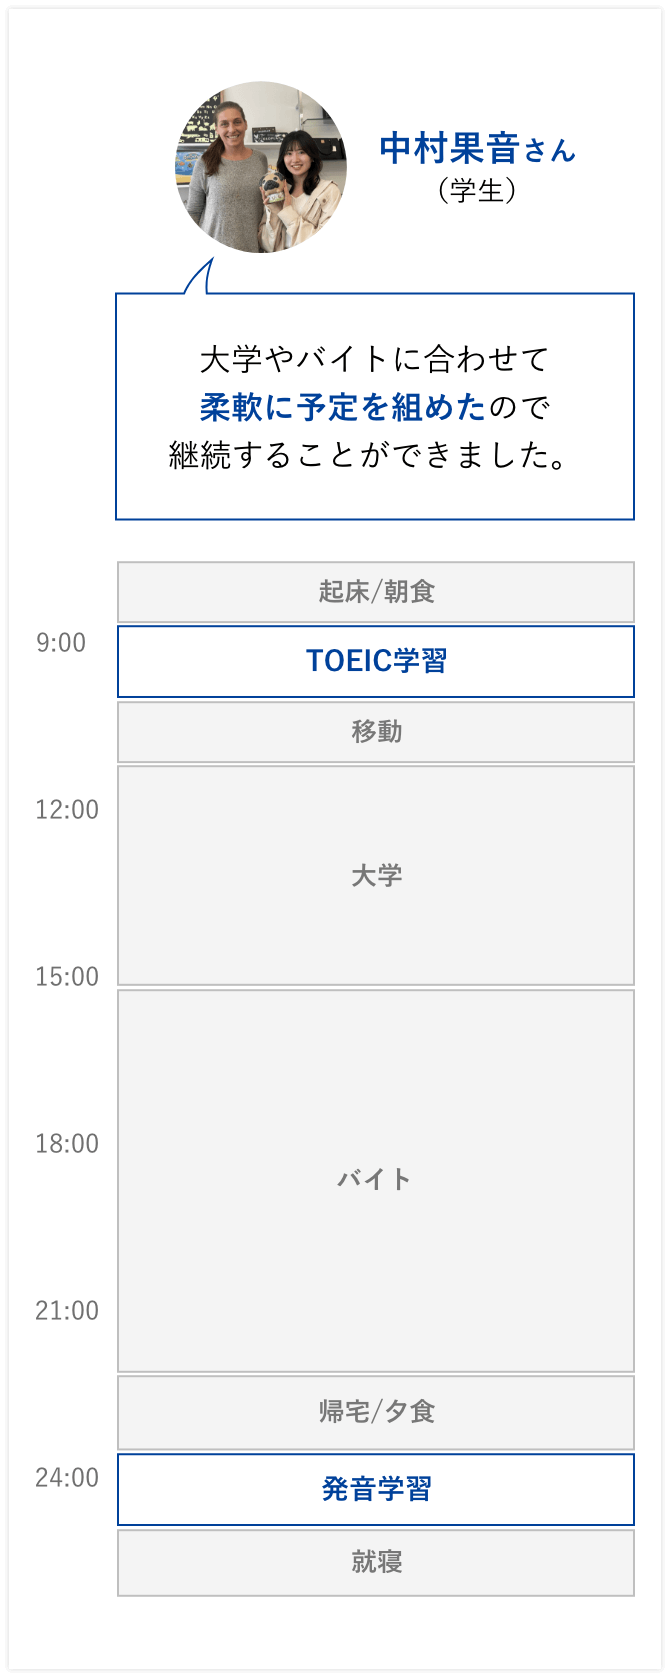 中村果音さん
（学生）
大学やバイトに合わせて
柔軟に予定を組めたので
継続することができました。
起床/朝食
9:00
TOEIC学習
移動
12:00
大学
15:00
18:00
バイト
21:00
帰宅/夕食
24:00
発音学習
就寝